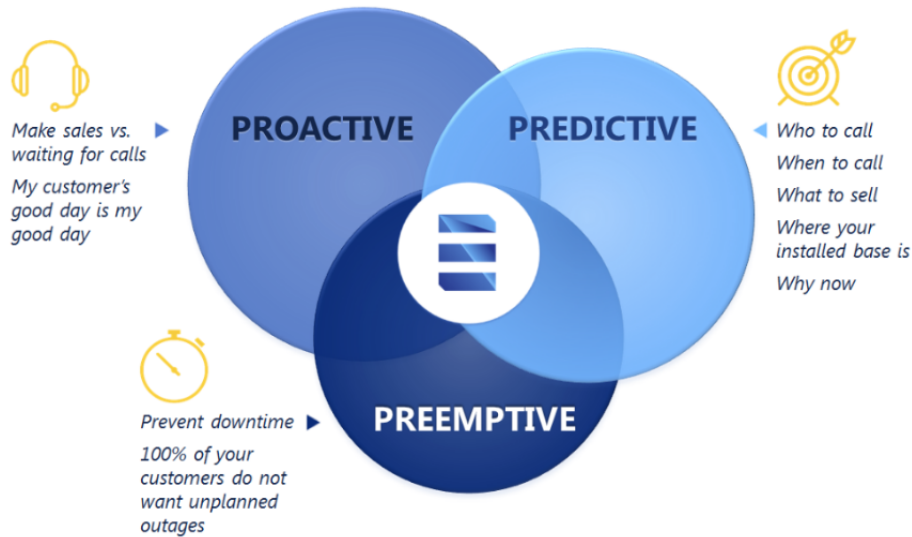 PROACTIVE
Make sales vs.
waiting for calls
My customer's
good day is my
good day
PREDICTIVE
Who to call
When to call
What to sell
Where your
installed base is
Why now
PREEMPTIVE
Prevent downtime
100% of your
customers do not
want unplanned
outages